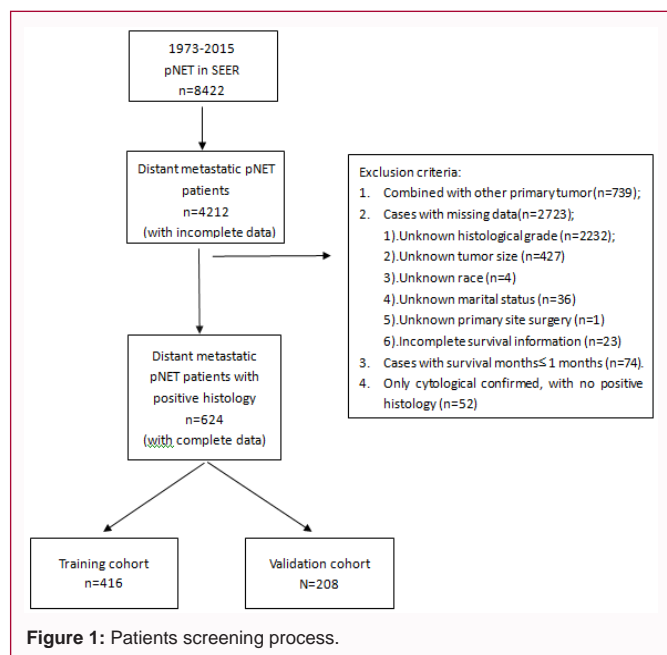 1973-2015
pNET in SEER
n=8422
Distant metastatic pNET
patients
n=4212
(with incomplete data)
Exclusion criteria:
1. Combined with other primary tumor(n=739);
2. Cases with missing data(n=2723);
1).Unknown histological grade(n=2232);
2).Unknown tumor size (n=427)
3).Unknown race(n=4)
4).Unknown marital status (n=36)
5).Unknown primary site surgery (n=1)
6).Incomplete survival information (n=23)
3. Cases with survival months≤ 1 months (n=74).
4. Only cytological confirmed, with no positive
histology (n=52)
Distant metastatic
pNET patients with
positive histology
n=624
(with complete data)
Training cohort
n=416
Validation cohort
N=208
Figure 1: Patients screening process.